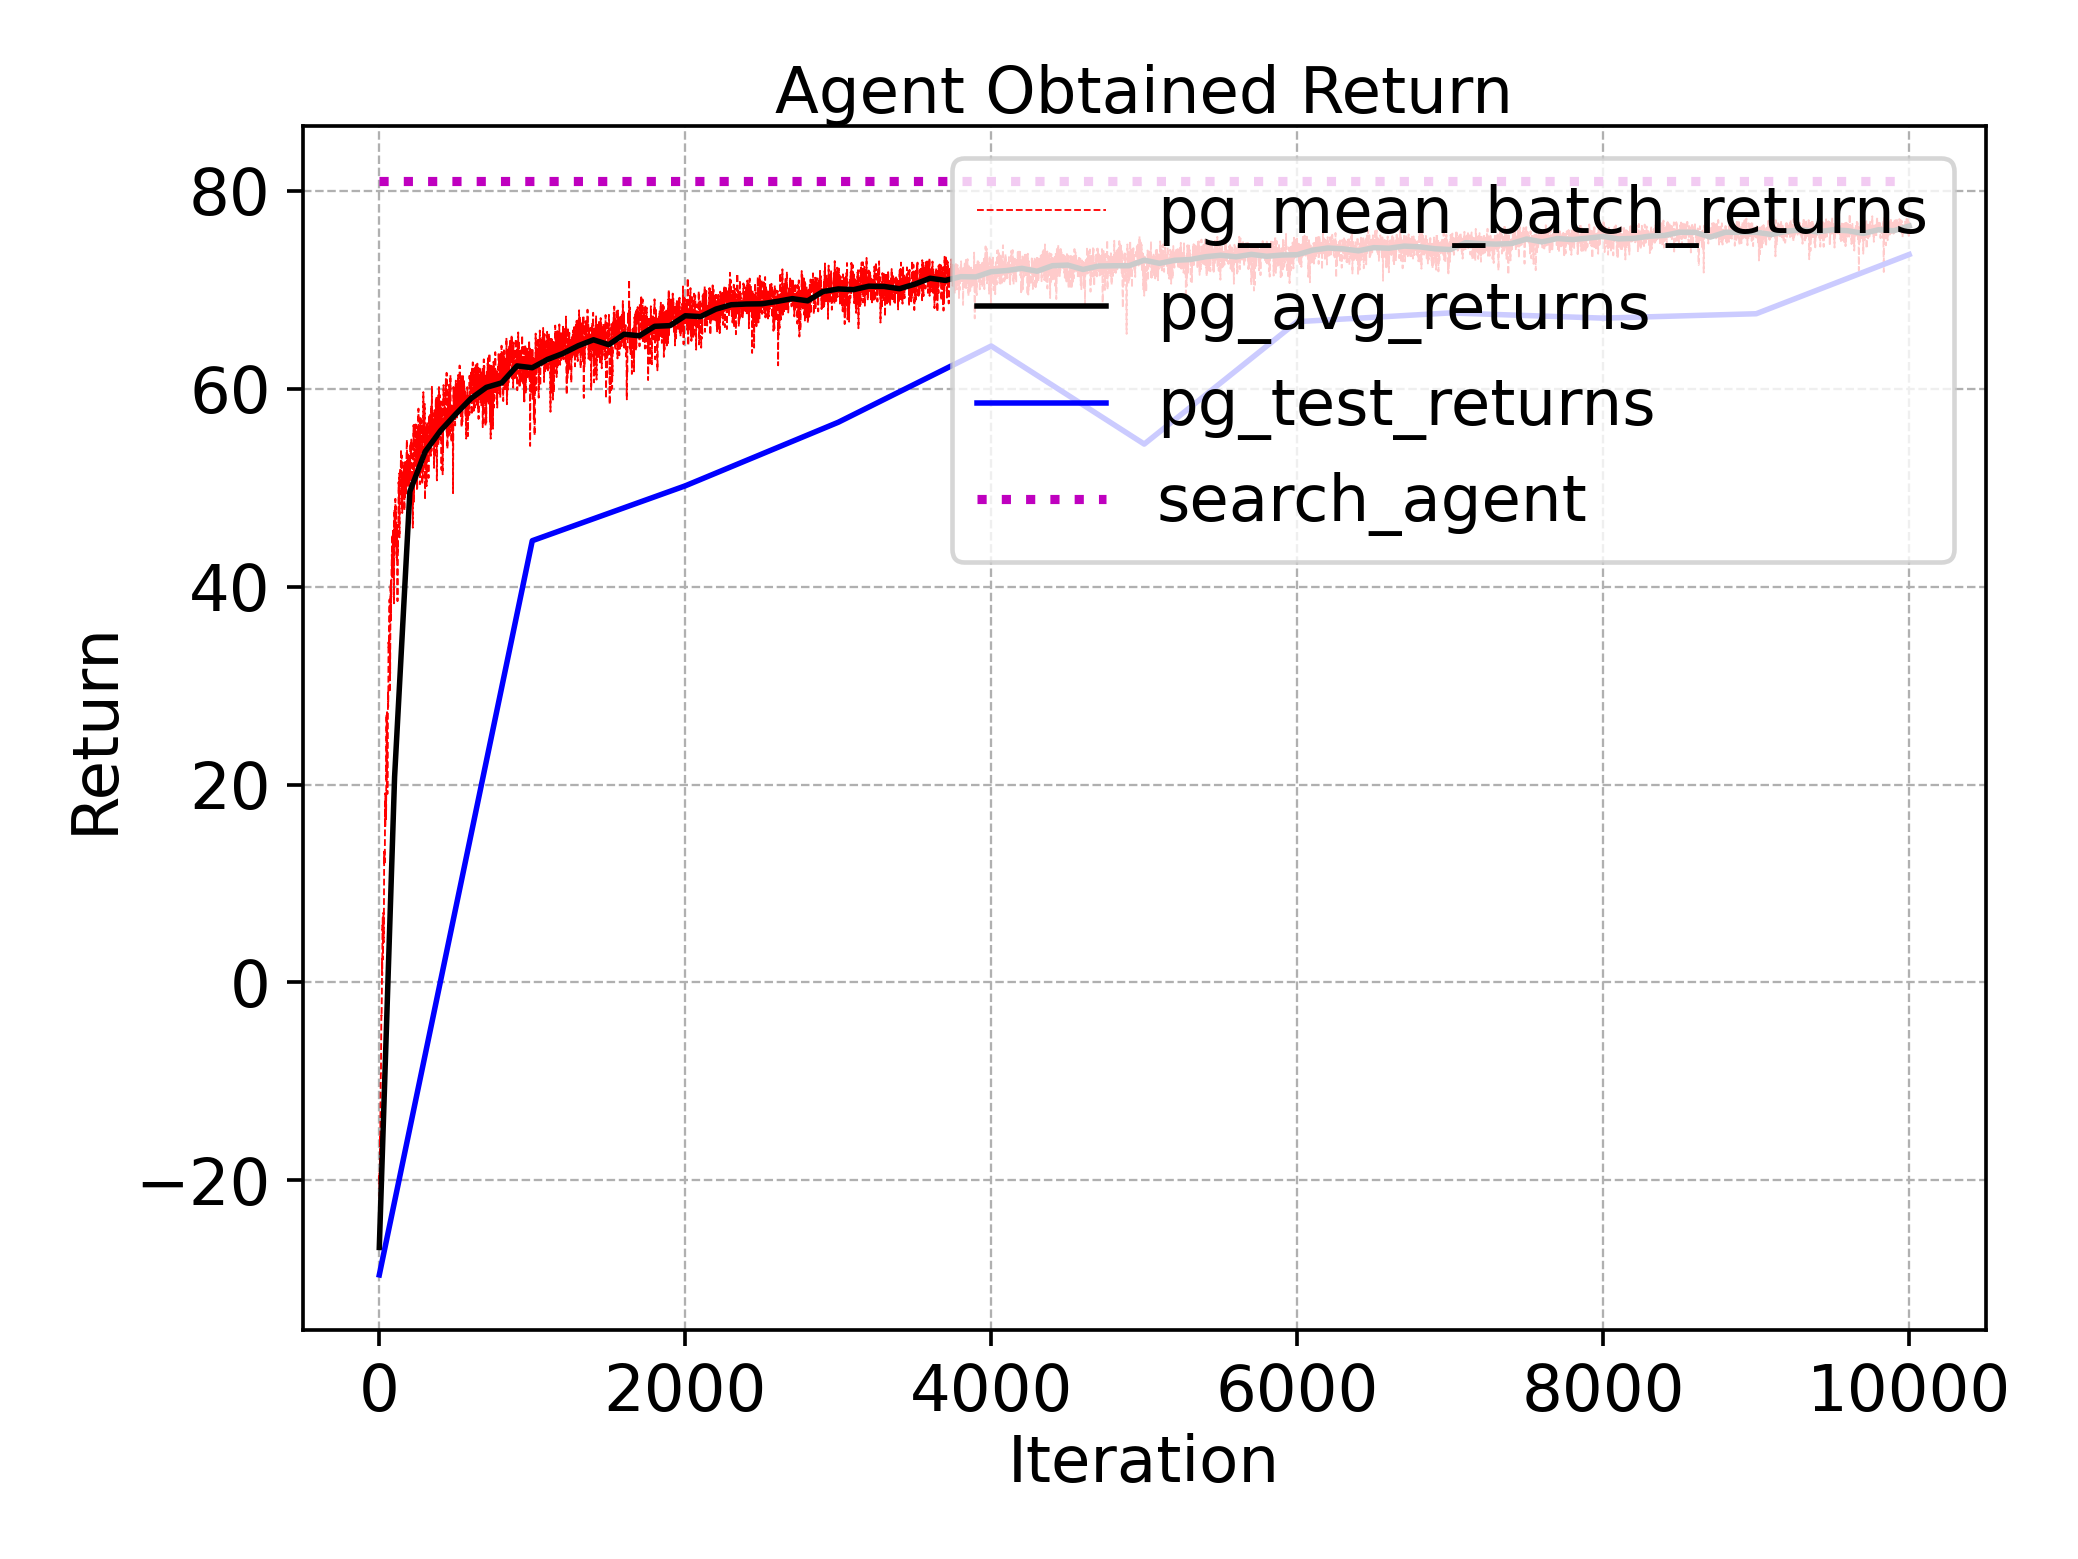 Agent Obtained Return
80
60
40
20
0
−20
Return
pg_mean_batch_returns
pg_avg_returns
pg_test_returns
search_agent
0 2000 4000 6000 8000 10000
Iteration